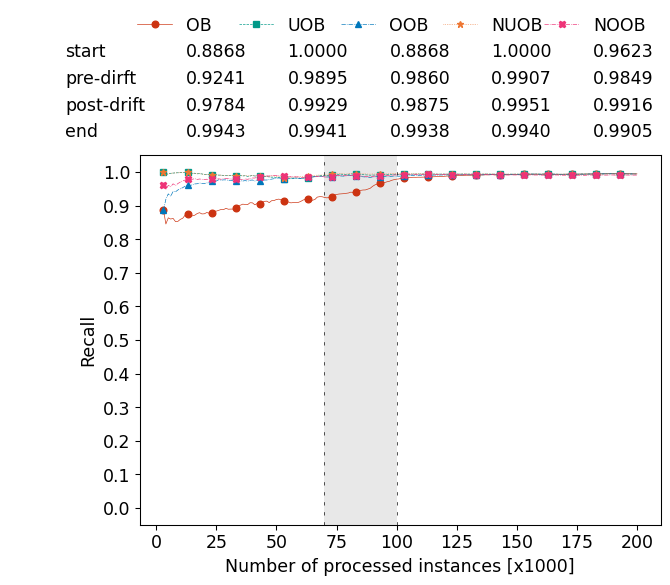 OB UOB OOB NUOB NOOB
start 0.8868 1.0000 0.8868 1.0000 0.9623
pre-dirft 0.9241 0.9895 0.9860 0.9907 0.9849
post-drift 0.9784 0.9929 0.9875 0.9951 0.9916
end 0.9943 0.9941 0.9938 0.9940 0.9905
1.0
0.9
0.8
0.7
0.6
0.5
0.4
0.3
0.2
0.1
0.0
Recall
0 25 50 75 100 125 150 175 200
Number of processed instances [x1000]